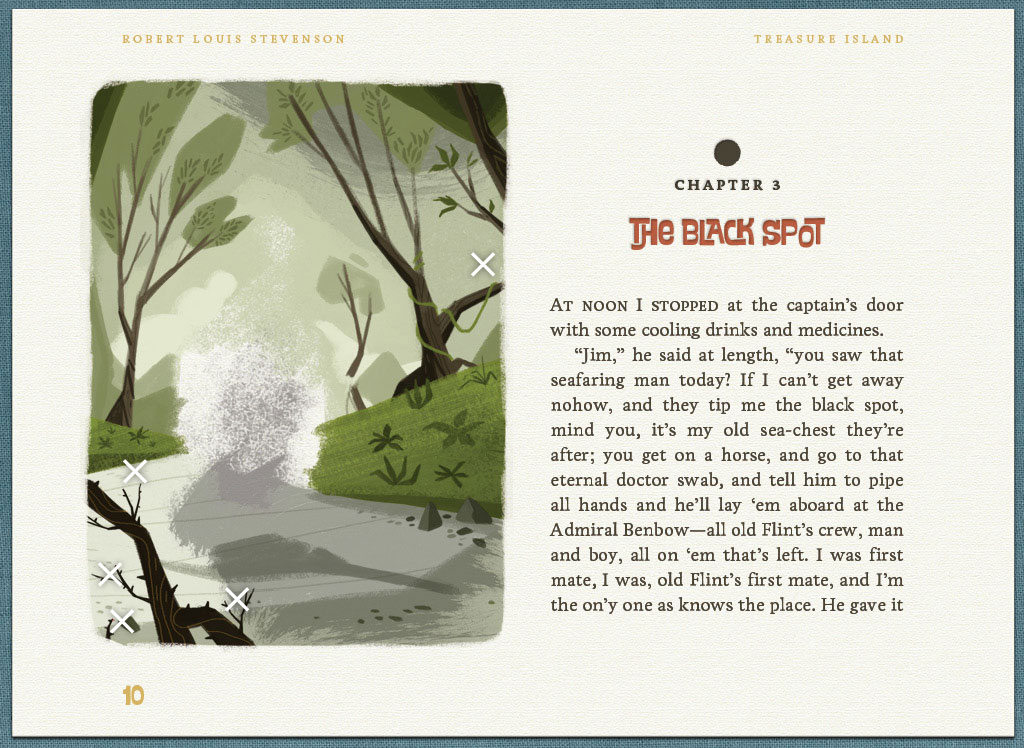 ROBERT LOUIS STEVENSON
TREASURE ISLAND
CHAPTER 3
THE BLACK SPOT
AT NOON I STOPPED at the captain’s door
with some cooling drinks and medicines.
“Jim,” he said at length, “you saw that
seafaring man today? If I can’t get away
nohow, and they tip me the black spot,
mind you, it’s my old sea-chest they’re
after; you get on a horse, and go to that
eternal doctor swab, and tell him to pipe
all hands and he’ll lay ‘em aboard at the
Admiral Benbow—all old Flint’s crew, man
and boy, all on ‘em that’s left. I was first
mate, I was, old Flint’s first mate, and I’m
the on’y one as knows the place. He gave it
10